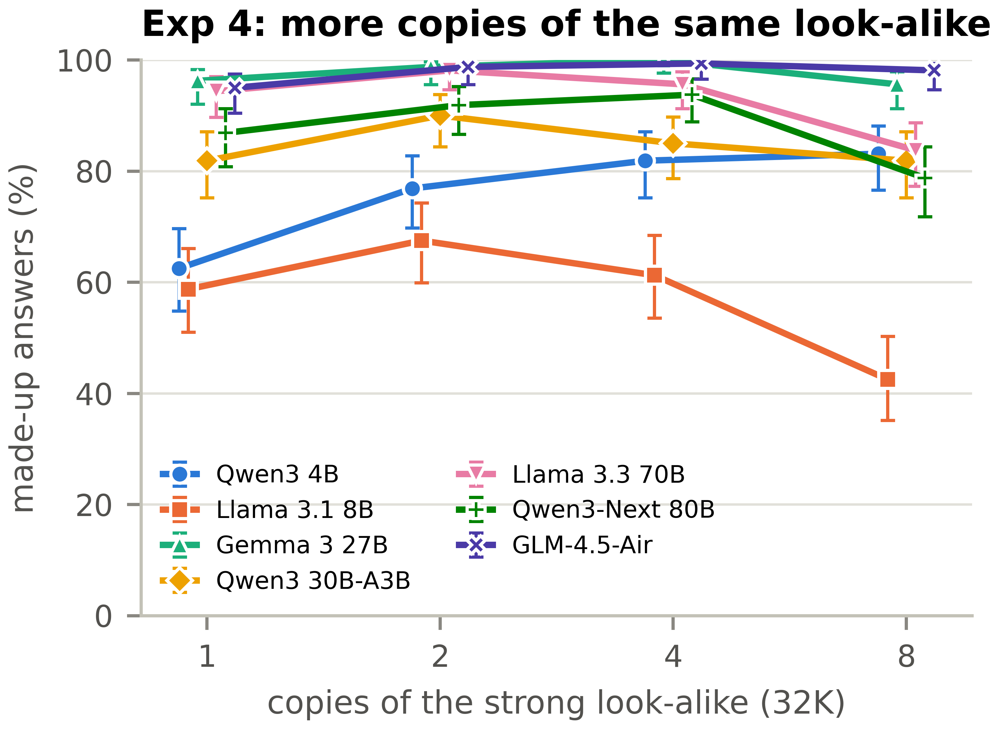 Exp 4: more copies of the same look-alike
made-up answers (%)
100
80
60
40
20
0
Qwen3 4B
Llama 3.1 8B
Gemma 3 27B
Qwen3 30B-A3B
Llama 3.3 70B
Qwen3-Next 80B
GLM-4.5-Air
1 2 4 8
copies of the strong look-alike (32K)